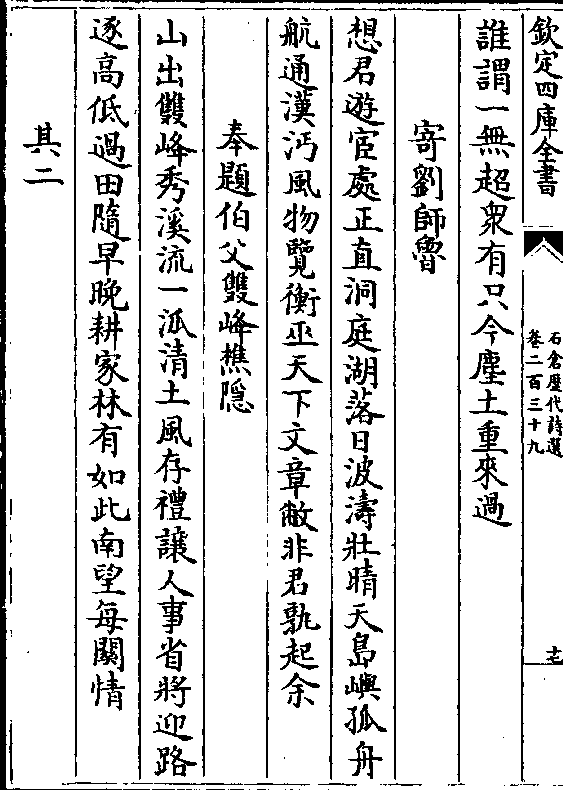 欽定四庫全書
石倉歷代詩選
卷二百三十九
十七
誰謂一無超衆有只今塵土重來過
寄劉師魯
想君遊宦處正直洞庭湖落日波濤壯晴天島嶼孤舟
航通漢沔風物覽衡巫天下文章敝非君孰起余
奉題伯父雙峰樵隱
山出雙峰秀溪流一派清土風存禮讓人事省將迎路
逐高低過田隨早晚耕家林有如此南望每關情
其二